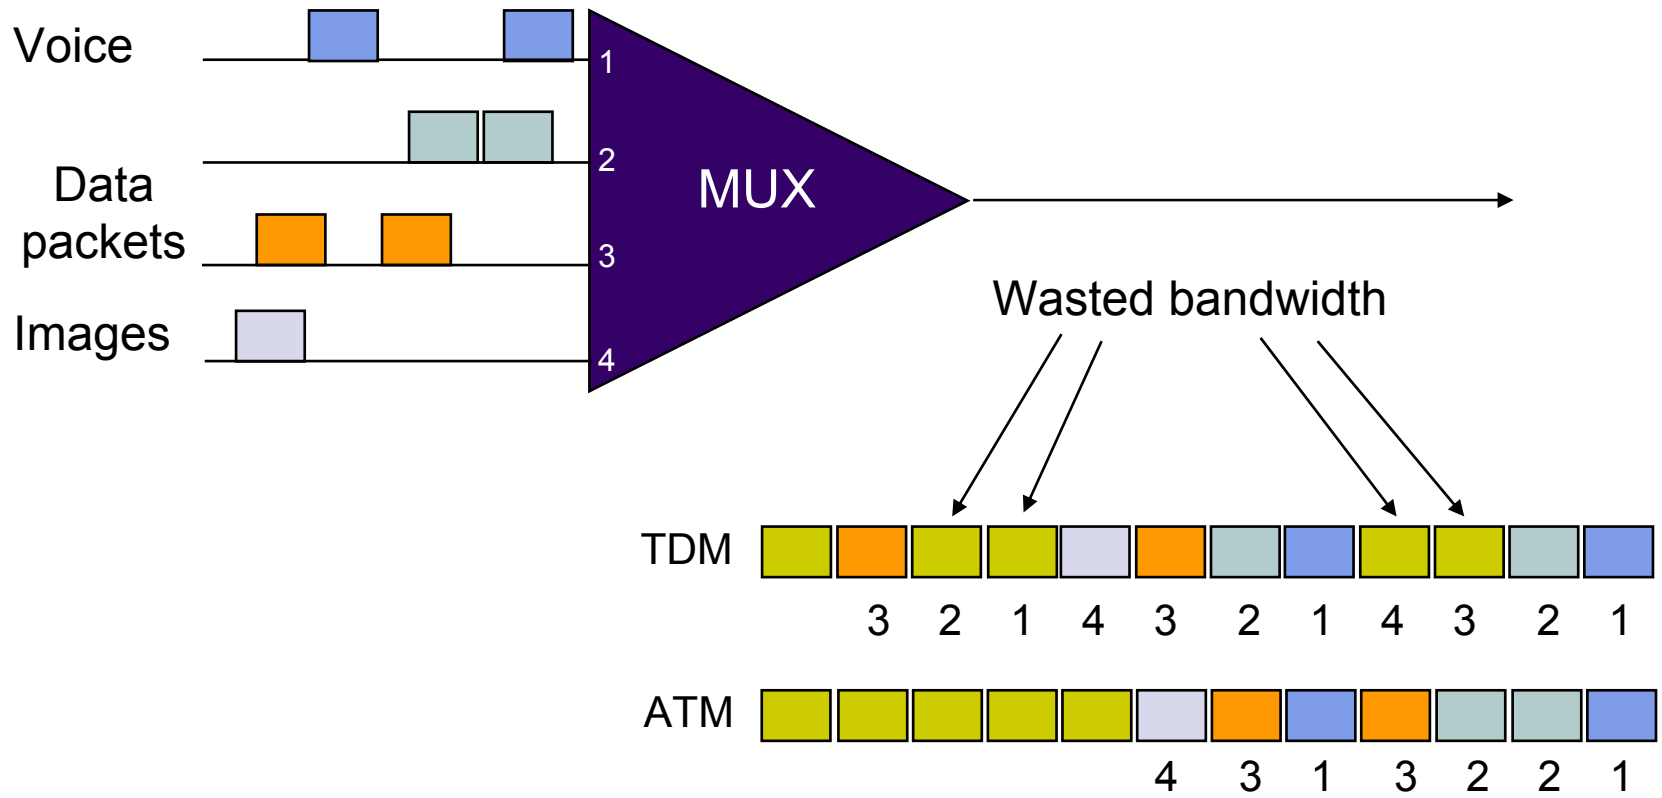 Voice
1
2
Data
packets
MUX
3
Images
4
Wasted bandwidth
TDM
3 2 1 4 3 2 1 4 3 2 1
ATM
4 3 1 3 2 2 1